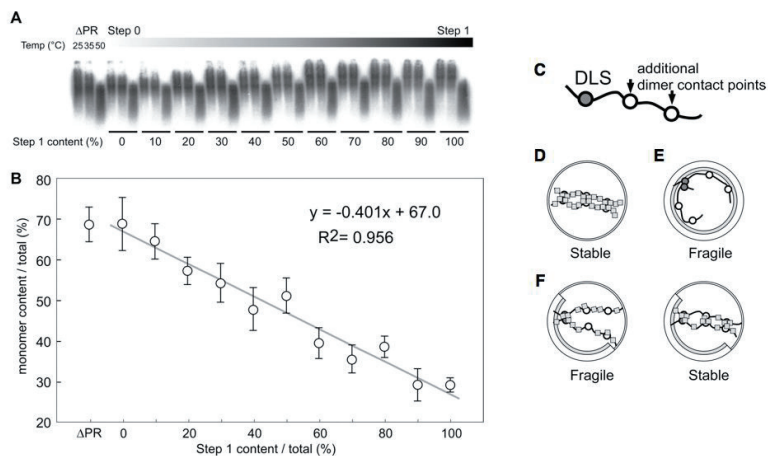 A
ΔPR Step 0 Step 1
Temp (°C) 25 35 50
Step 1 content (%) 0 10 20 30 40 50 60 70 80 90 100
B
80
70
60
50
40
30
20
monomer content / total (%)
y = -0.401x + 67.0
R2= 0.956
ΔPR 0 20 40 60 80 100
Step 1 content / total (%)
C
DLS
additional
dimer contact points
D E
Stable Fragile
F
Fragile Stable